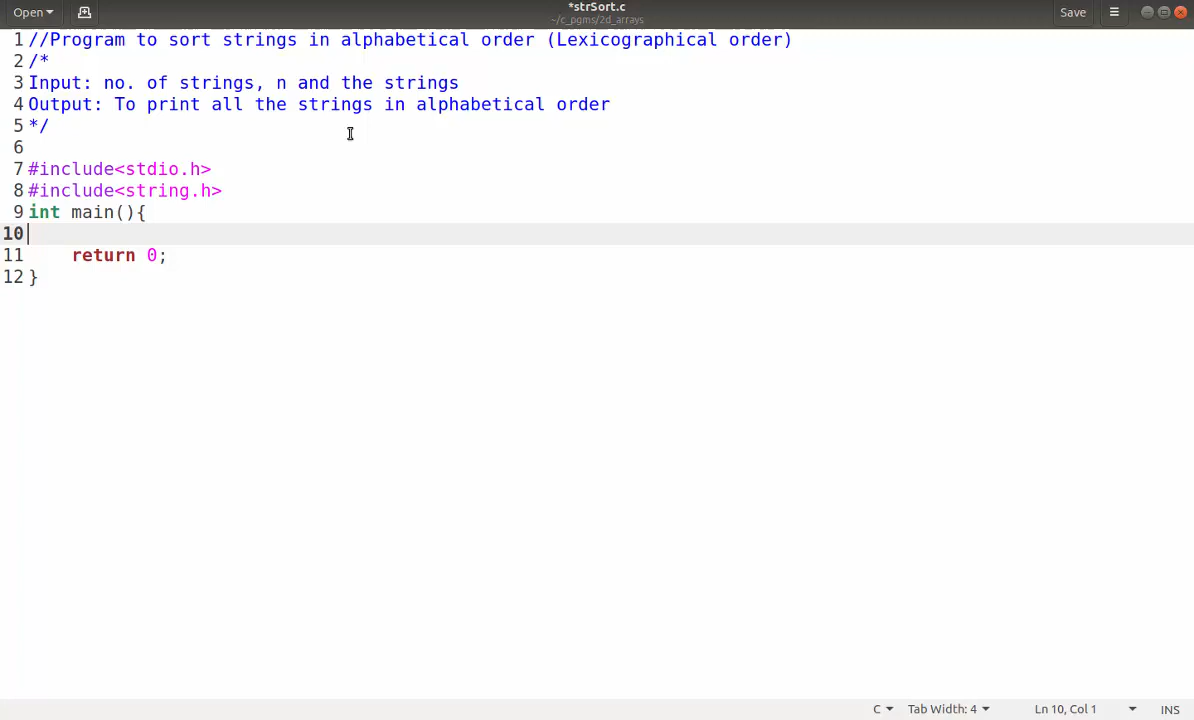 Open
*strSort.c
~/c_pgms/2d_arrays
Save
1 //Program to sort strings in alphabetical order (Lexicographical order)
2 /*
3 Input: no. of strings, n and the strings
4 Output: To print all the strings in alphabetical order
5 */
6
7 #include<stdio.h>
8 #include<string.h>
9 int main(){
10
11     return 0;
12 }
C Tab Width: 4 Ln 10, Col 1 INS